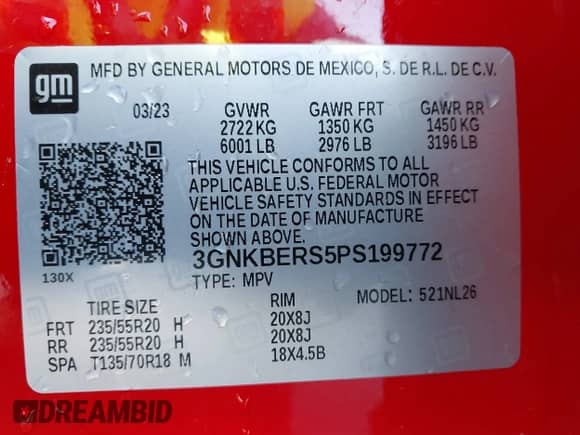 gm
MFD BY GENERAL MOTORS DE MEXICO, S. DE R.L. DE C.V.
03/23 GVWR GAWR FRT GAWR RR
2722 KG 1350 KG 1450 KG
6001 LB 2976 LB 3196 LB
THIS VEHICLE CONFORMS TO ALL
APPLICABLE U.S. FEDERAL MOTOR
VEHICLE SAFETY STANDARDS IN EFFECT
ON THE DATE OF MANUFACTURE
3GNKBERS5PS199772
130X TYPE: MPV
MODEL: 521NL26
TIRE SIZE RIM
FRT 235/55R20 H 20X8J
RR 235/55R20 H 20X8J
SPA T135/70R18 M 18X4.5B
DREAMBID